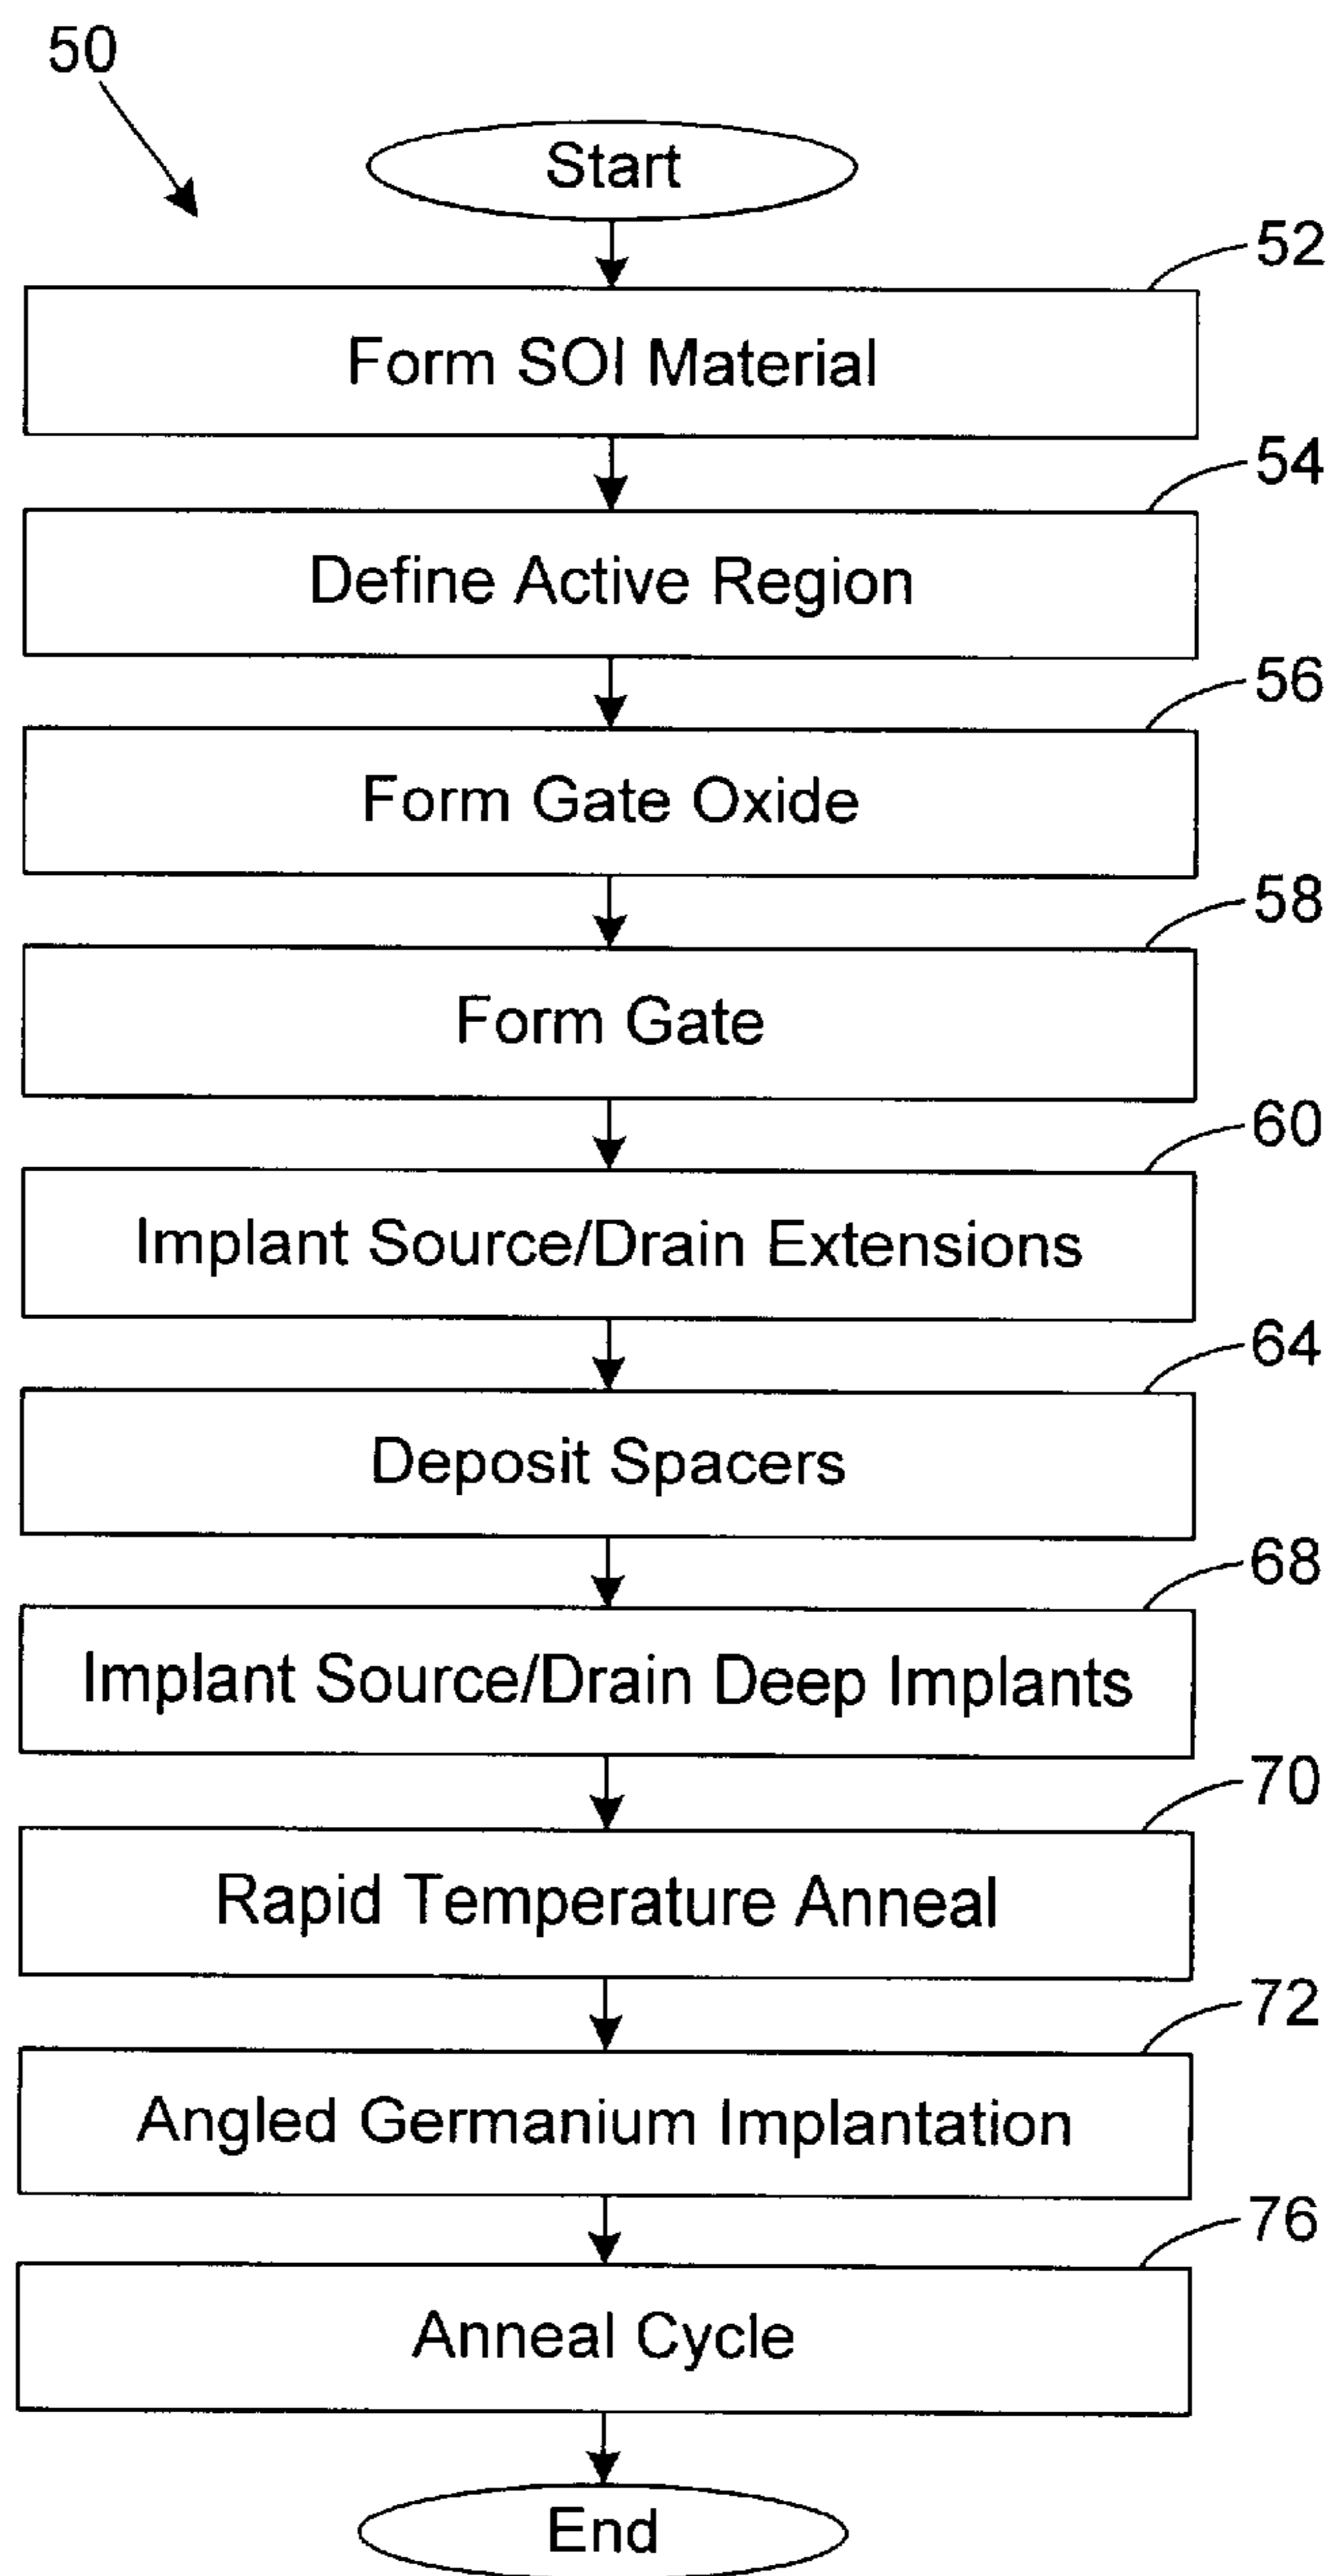 50
Start
52
Form SOI Material
54
Define Active Region
56
Form Gate Oxide
58
Form Gate
60
Implant Source/Drain Extensions
64
Deposit Spacers
68
Implant Source/Drain Deep Implants
70
Rapid Temperature Anneal
72
Angled Germanium Implantation
76
Anneal Cycle
End